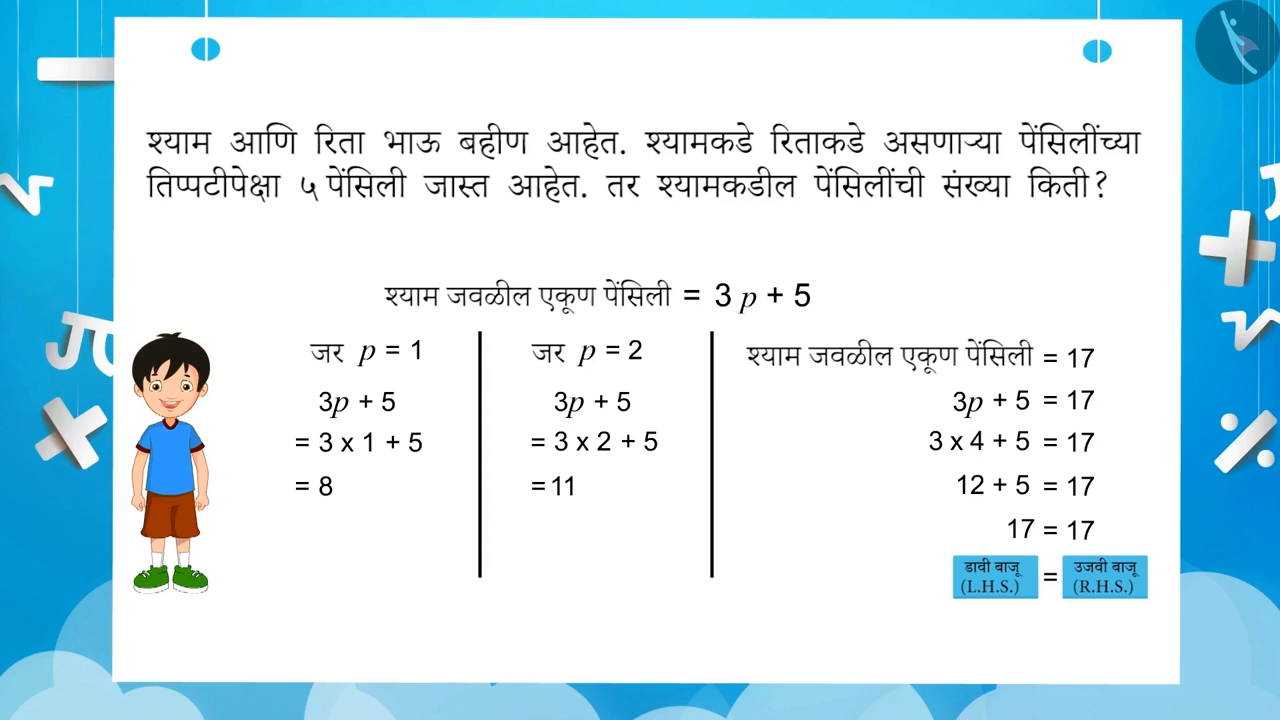 श्याम आणि रिता भाऊ बहीण आहेत. श्यामकडे रिताकडे असणाऱ्या पेंसिलींच्या
तिप्पटीपेक्षा ५ पेंसिली जास्त आहेत. तर श्यामकडील पेंसिलींची संख्या किती?
श्याम जवळील एकूण पेंसिली = 3 p + 5
जर p = 1
3p + 5
= 3 x 1 + 5
= 8
जर p = 2
3p + 5
= 3 x 2 + 5
= 11
श्याम जवळील एकूण पेंसिली = 17
3p + 5 = 17
3 x 4 + 5 = 17
12 + 5 = 17
17 = 17
डावी बाजू = उजवी बाजू
(L.H.S.) (R.H.S.)